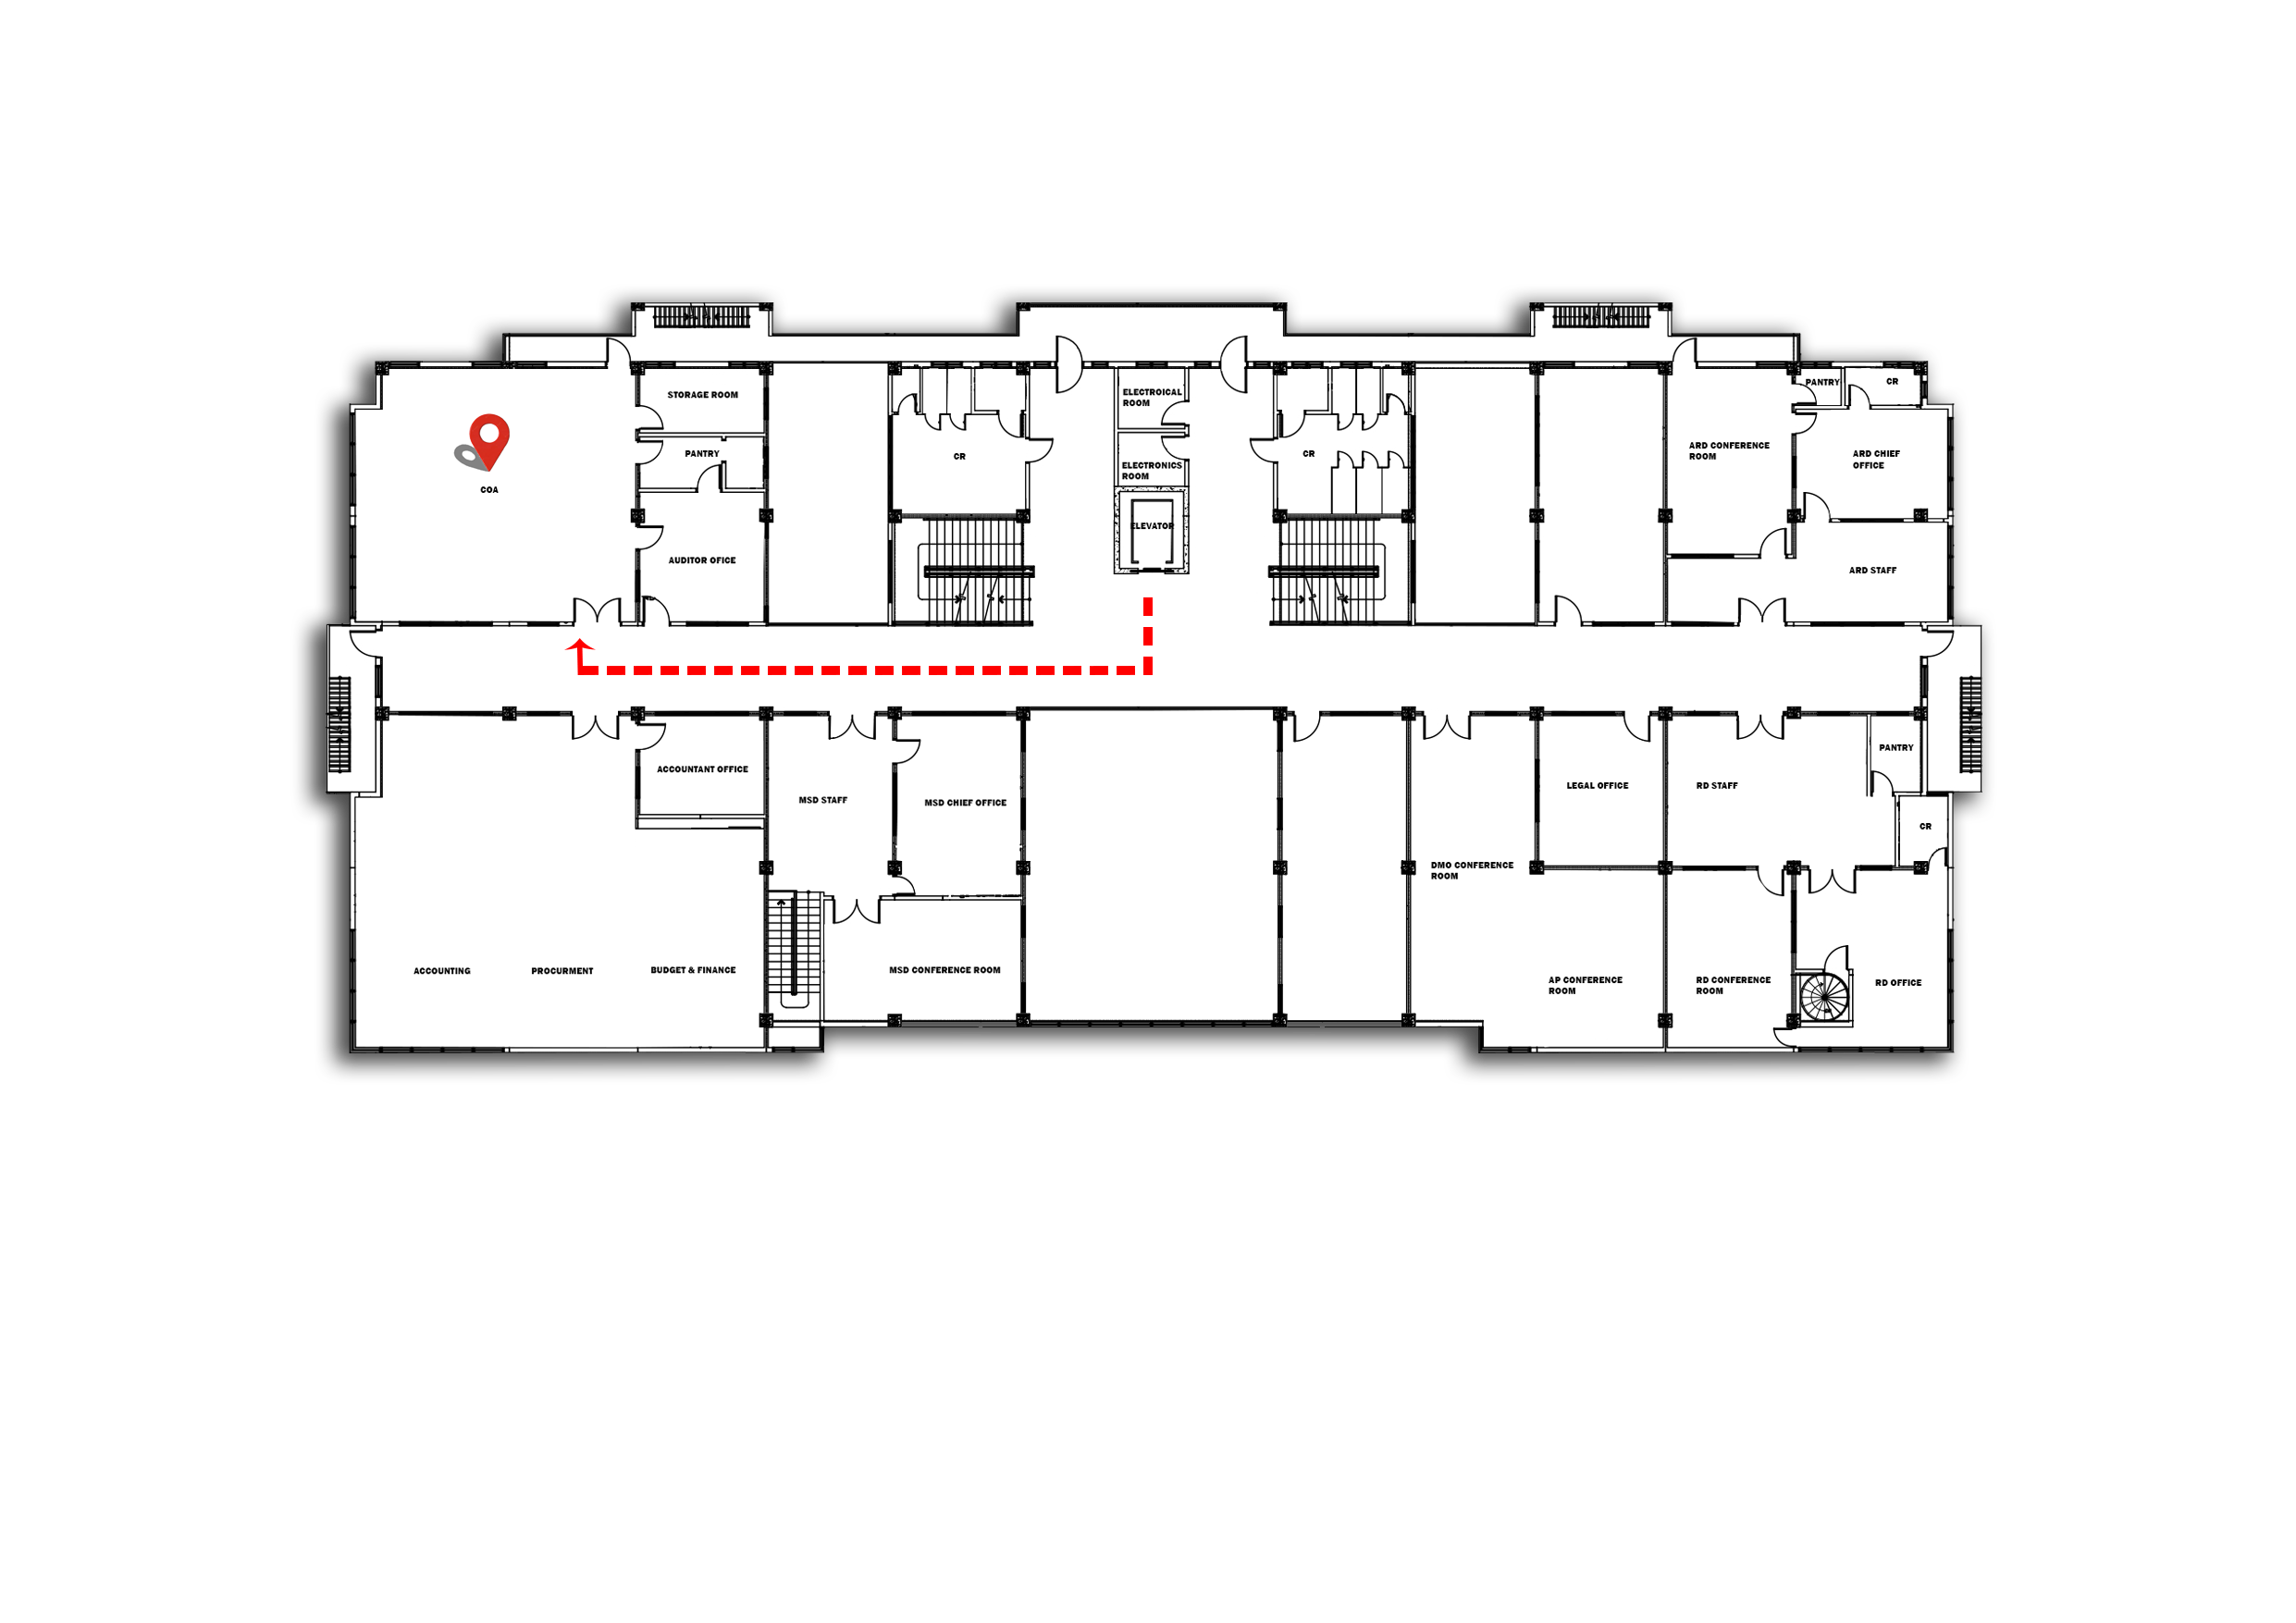 STORAGE ROOM
ELECTROICAL
ROOM
PANTRY
CR
PANTRY
CR
CR
ARD CONFERENCE
ROOM
ARD CHIEF
OFFICE
ELECTRONICS
ROOM
COA
ELEVATOR
AUDITOR OFICE
ARD STAFF
PANTRY
ACCOUNTANT OFFICE
LEGAL OFFICE
RD STAFF
MSD STAFF
MSD CHIEF OFFICE
CR
DMO CONFERENCE
ROOM
ACCOUNTING
PROCURMENT
BUDGET & FINANCE
MSD CONFERENCE ROOM
AP CONFERENCE
ROOM
RD CONFERENCE
ROOM
RD OFFICE